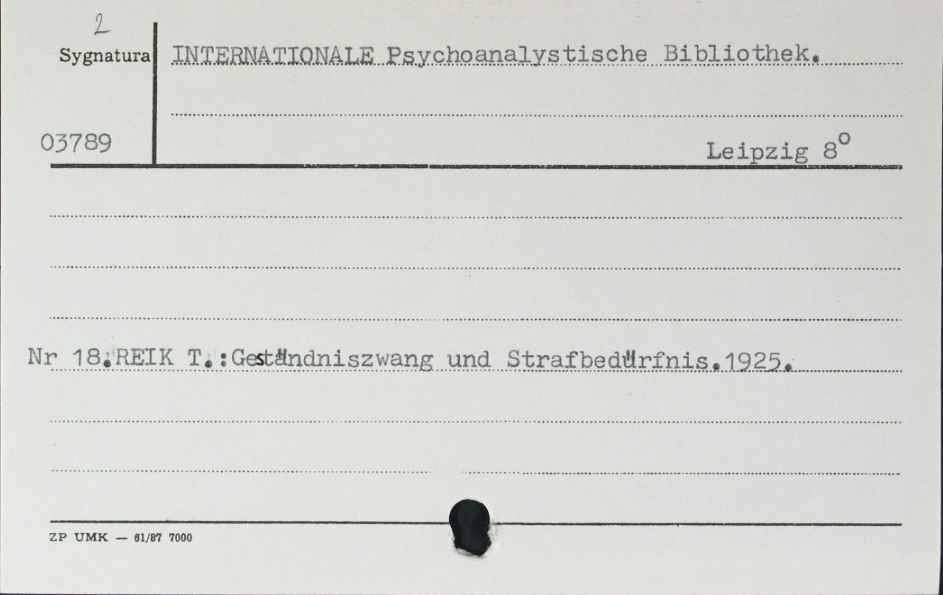 2
Sygnatura INTERNATIONALE Psychoanalystische Bibliothek.
03789
Leipzig 8º
Nr 18.REIK T.:Geständniszwang und Strafbedürfnis.1925.
ZP UMK — 61/87 7000